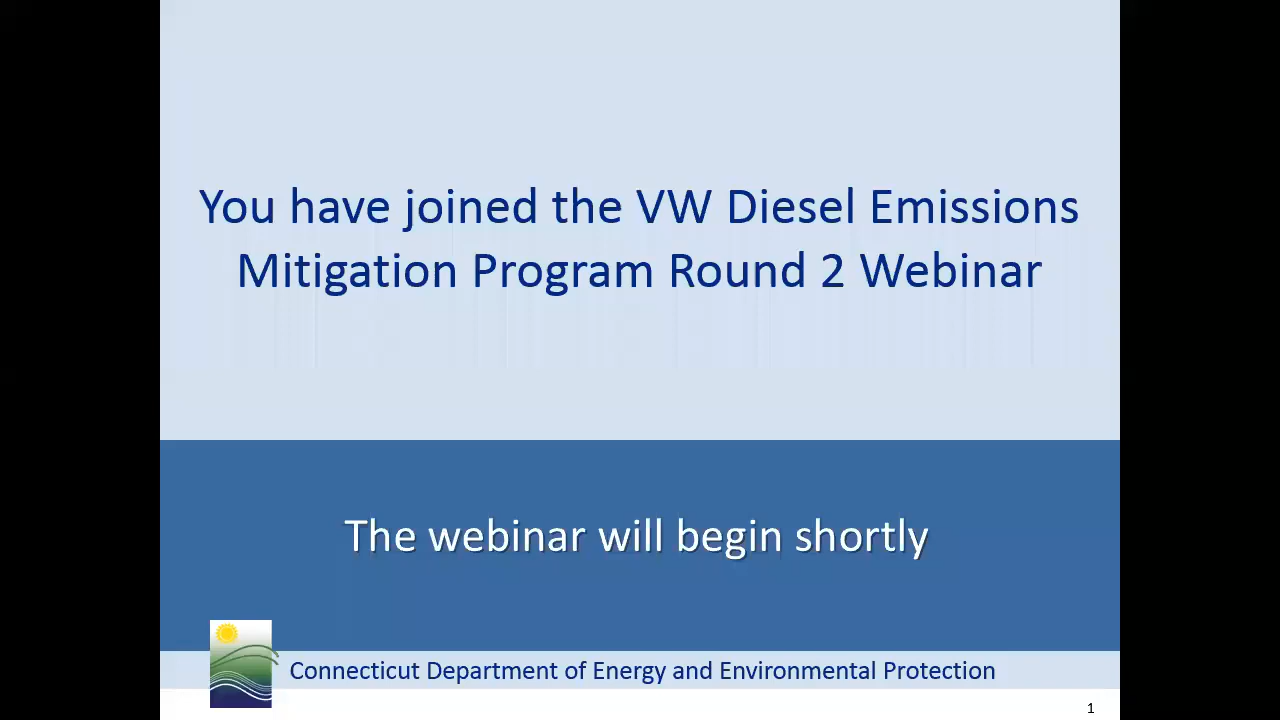 You have joined the VW Diesel Emissions
Mitigation Program Round 2 Webinar
The webinar will begin shortly
Connecticut Department of Energy and Environmental Protection
1